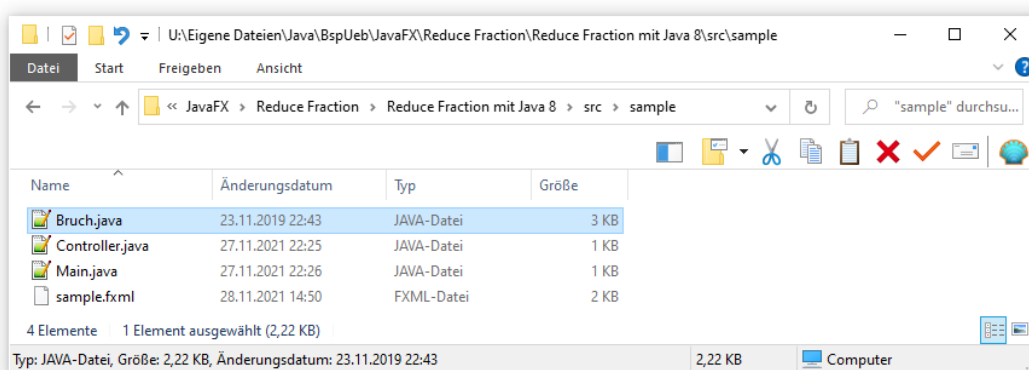 U:\Eigene Dateien\Java\BspUeb\JavaFX\Reduce Fraction\Reduce Fraction mit Java 8\src\sample
Datei Start Freigeben Ansicht ?
« JavaFX > Reduce Fraction > Reduce Fraction mit Java 8 > src > sample "sample" durchsu...
Name Änderungsdatum Typ Größe
Bruch.java 23.11.2019 22:43 JAVA-Datei 3 KB
Controller.java 27.11.2021 22:25 JAVA-Datei 1 KB
Main.java 27.11.2021 22:26 JAVA-Datei 1 KB
sample.fxml 28.11.2021 14:50 FXML-Datei 2 KB
4 Elemente 1 Element ausgewählt (2,22 KB)
Typ: JAVA-Datei, Größe: 2,22 KB, Änderungsdatum: 23.11.2019 22:43 2,22 KB Computer